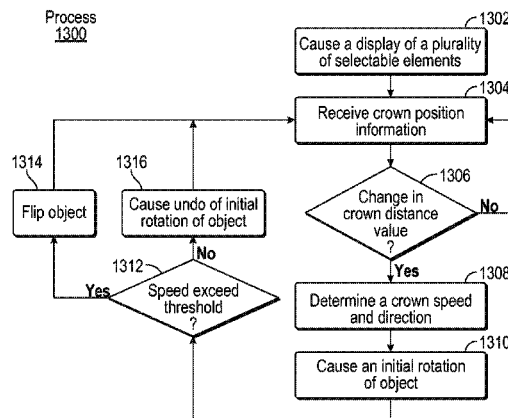 Process
1300
1302
Cause a display of a plurality
of selectable elements
1304
Receive crown position
information
1306
Change in
crown distance
value
?
No
Yes
1308
Determine a crown speed
and direction
1310
Cause an initial rotation
of object
1312
Speed exceed
threshold
?
Yes
No
1314
Flip object
1316
Cause undo of initial
rotation of object